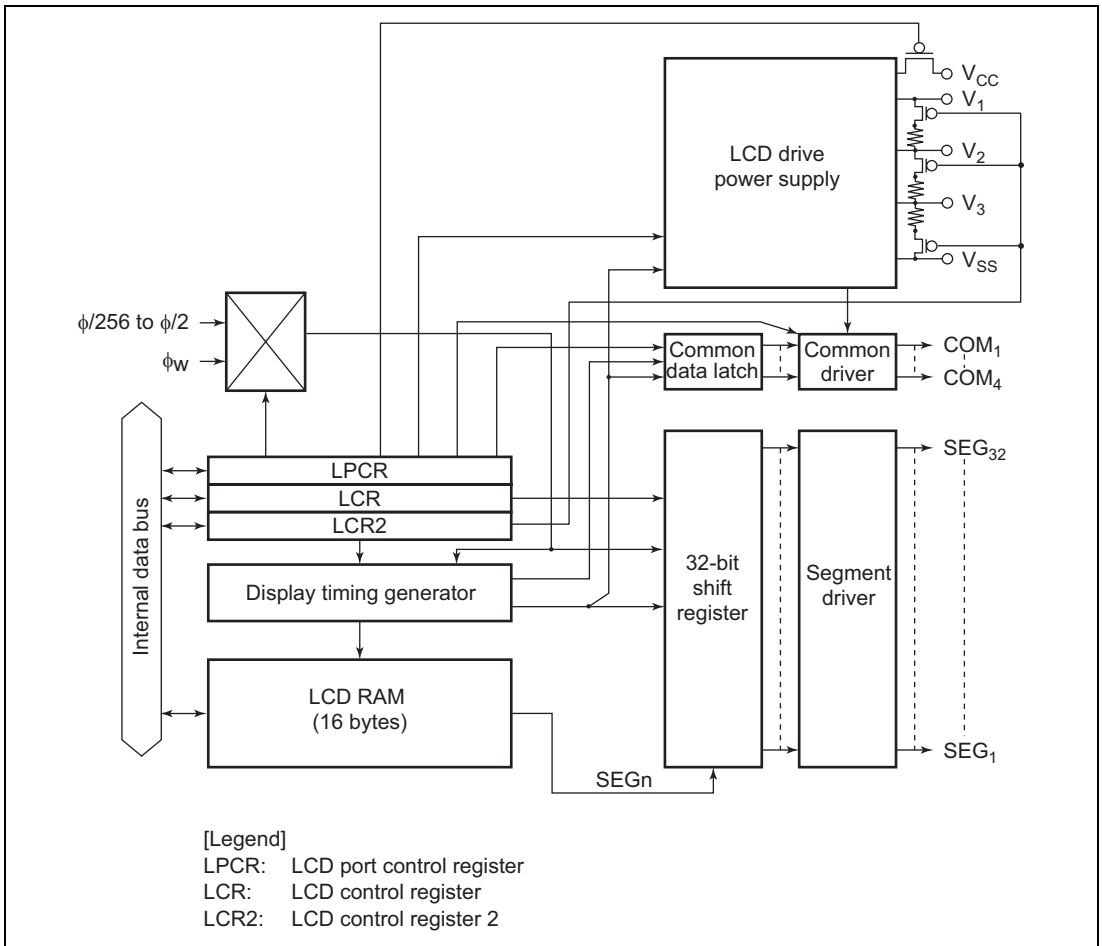 V_CC
V_1
V_2
V_3
V_SS
LCD drive
power supply
ϕ/256 to ϕ/2
ϕw
Common
data latch
Common
driver
COM_1
COM_4
Internal data bus
LPCR
LCR
LCR2
Display timing generator
LCD RAM
(16 bytes)
SEGn
32-bit
shift
register
Segment
driver
SEG_32
SEG_1
[Legend]
LPCR: LCD port control register
LCR: LCD control register
LCR2: LCD control register 2